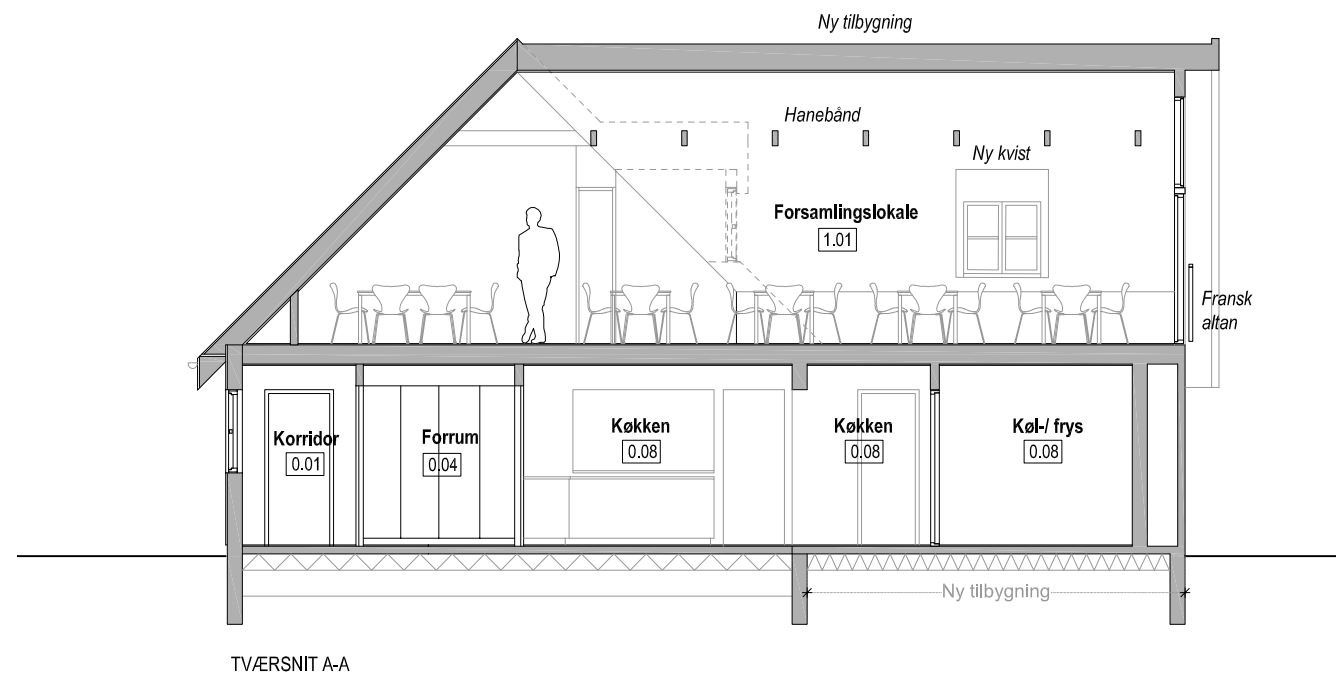 Ny tilbygning
Hanebånd
Ny kvist
Forsamlingslokale
1.01
Fransk
altan
Korridor
0.01
Forrum
0.04
Køkken
0.08
Køkken
0.08
Køl-/ frys
0.08
Ny tilbygning
TVÆRSNIT A-A